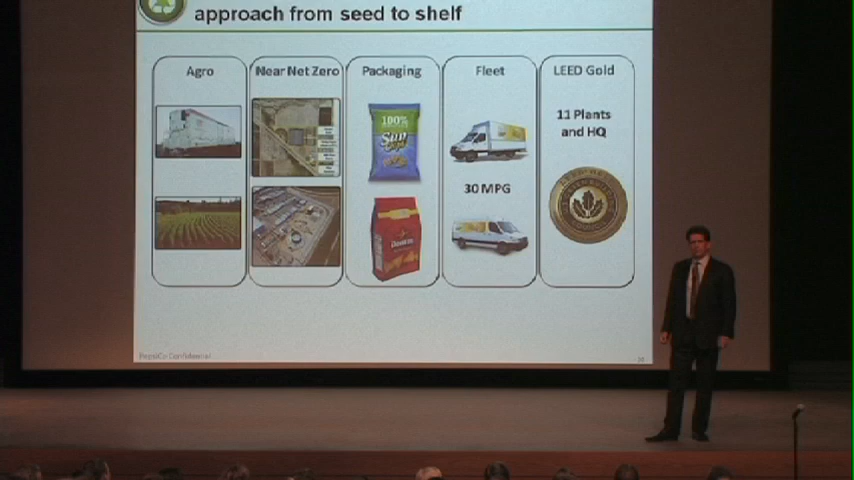 approach from seed to shelf
Agro
Near Net Zero
Packaging
Fleet
LEED Gold
100%
Sun
Doritos
30 MPG
11 Plants
and HQ
PepsiCo Confidential